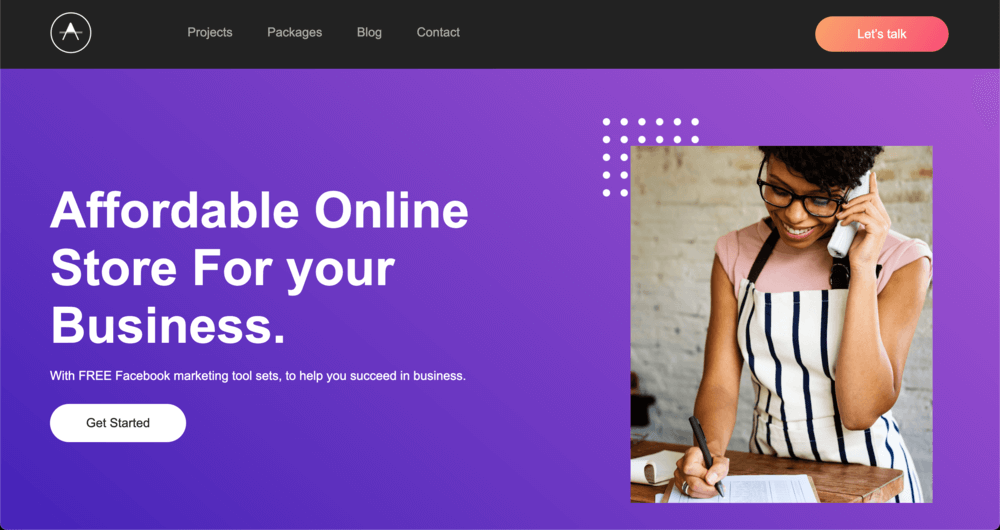 Projects Packages Blog Contact Let's talk
Affordable Online
Store For your
Business.
With FREE Facebook marketing tool sets, to help you succeed in business.
Get Started